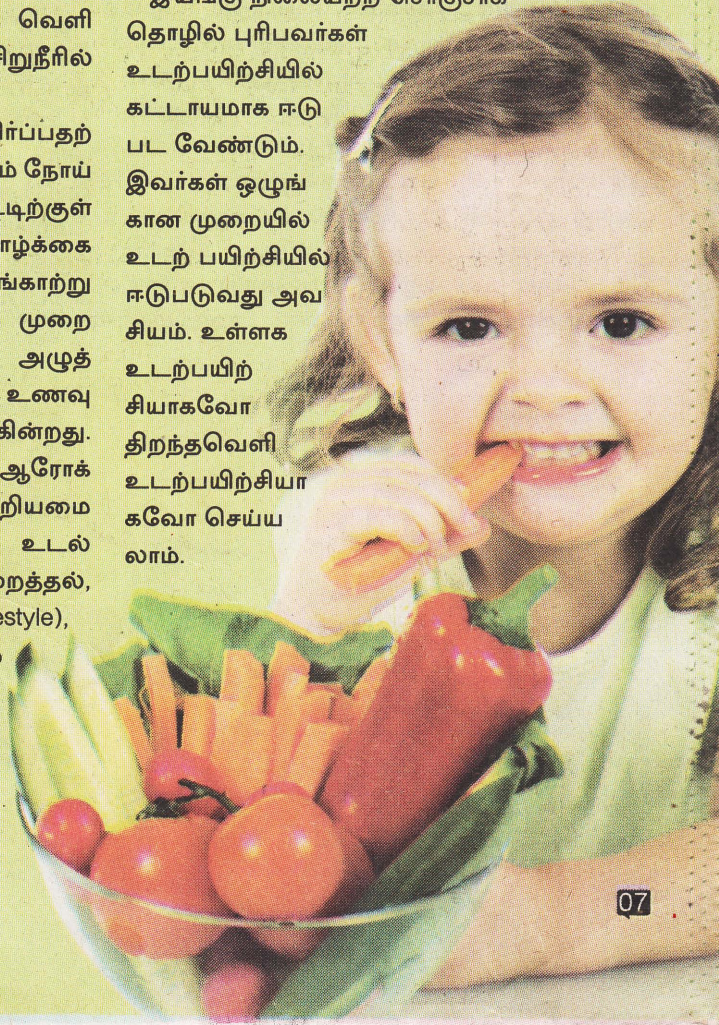 வெளி
சிறுநீரில்
ர்ப்பதற்
ம் நோய்
டிற்குள்
ாழ்க்கை
ங்காற்று
முறை
அழுத்
உணவு
கின்றது.
ஆரோக்
றியமை
உடல்
றைத்தல்,
estyle),
தொழில் புரிபவர்கள்
உடற்பயிற்சியில்
கட்டாயமாக ஈடு
பட வேண்டும்.
இவர்கள் ஒழுங்
கான முறையில்
உடற் பயிற்சியில்
ஈடுபடுவது அவ
சியம். உள்ளக
உடற்பயிற்
சியாகவோ
திறந்தவெளி
உடற்பயிற்சியா
கவோ செய்ய
லாம்.
07